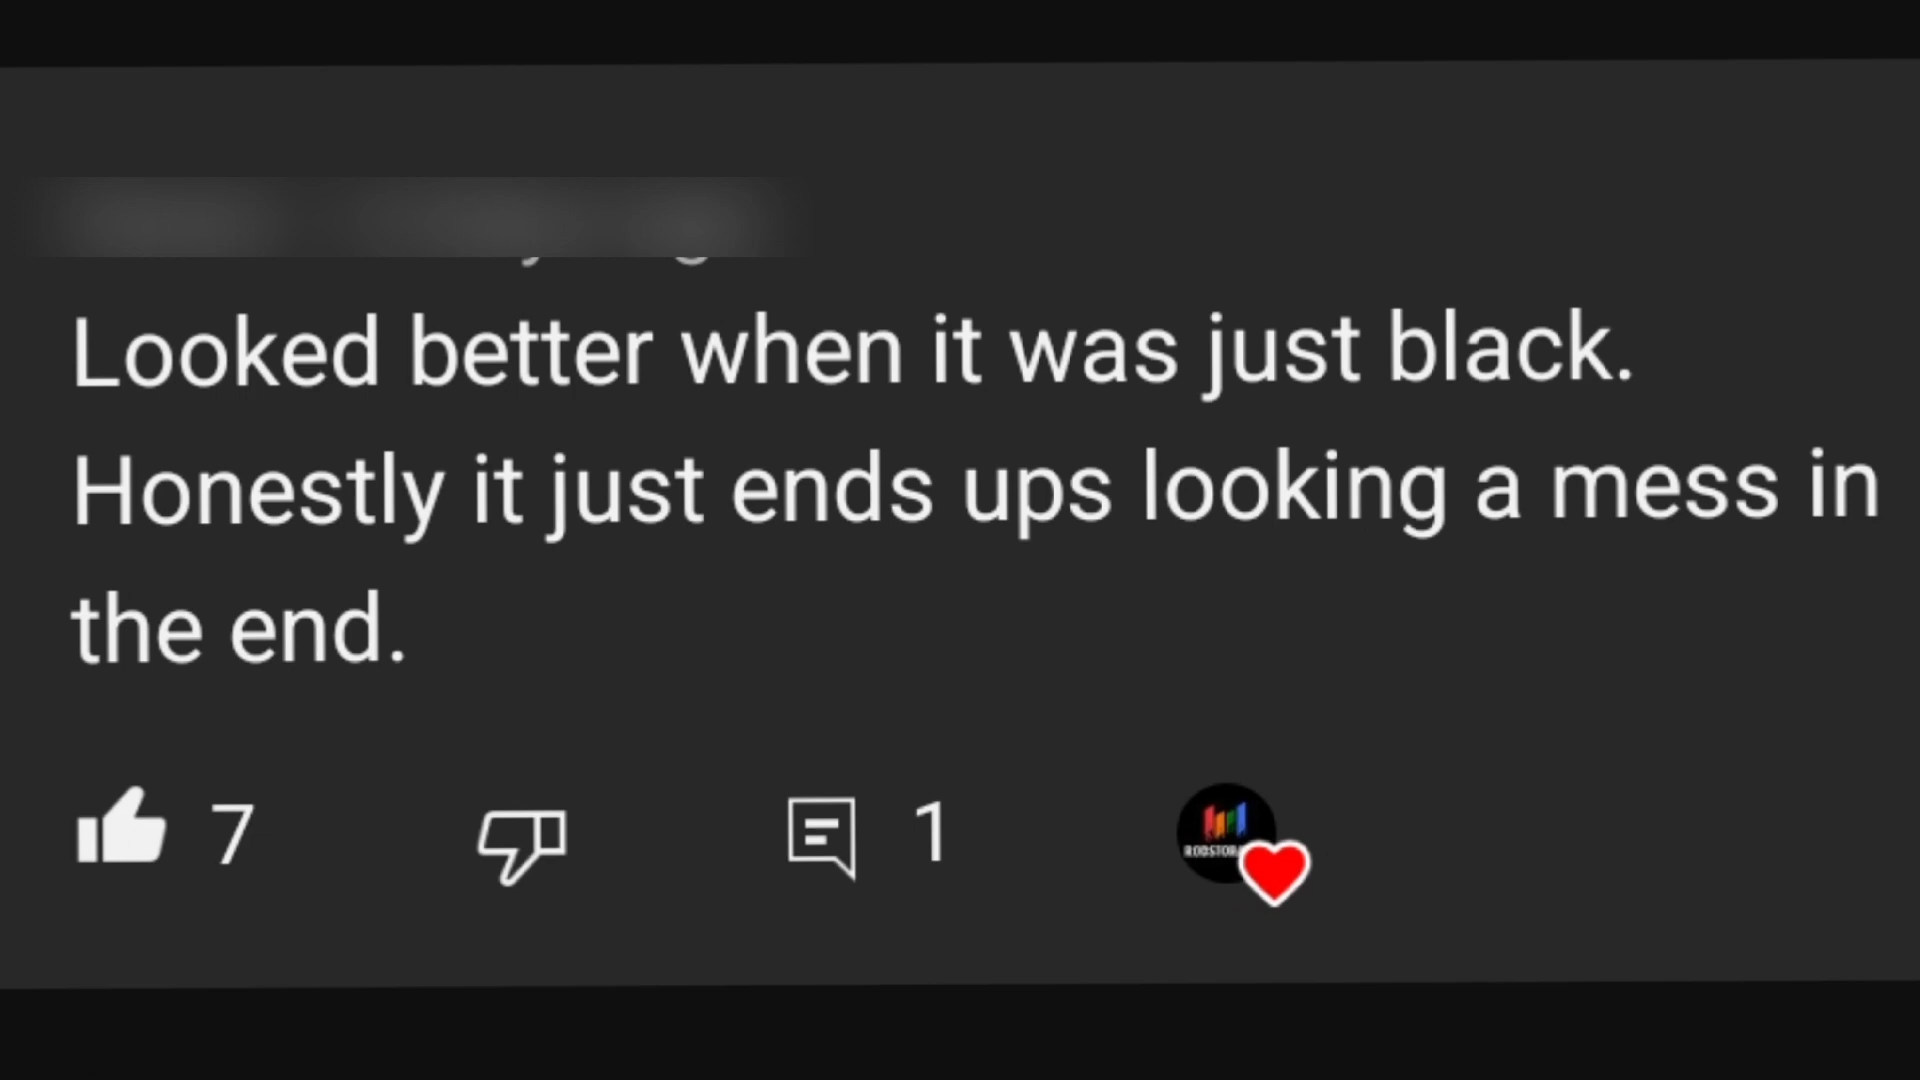 Looked better when it was just black.
Honestly it just ends ups looking a mess in
the end.
7
1